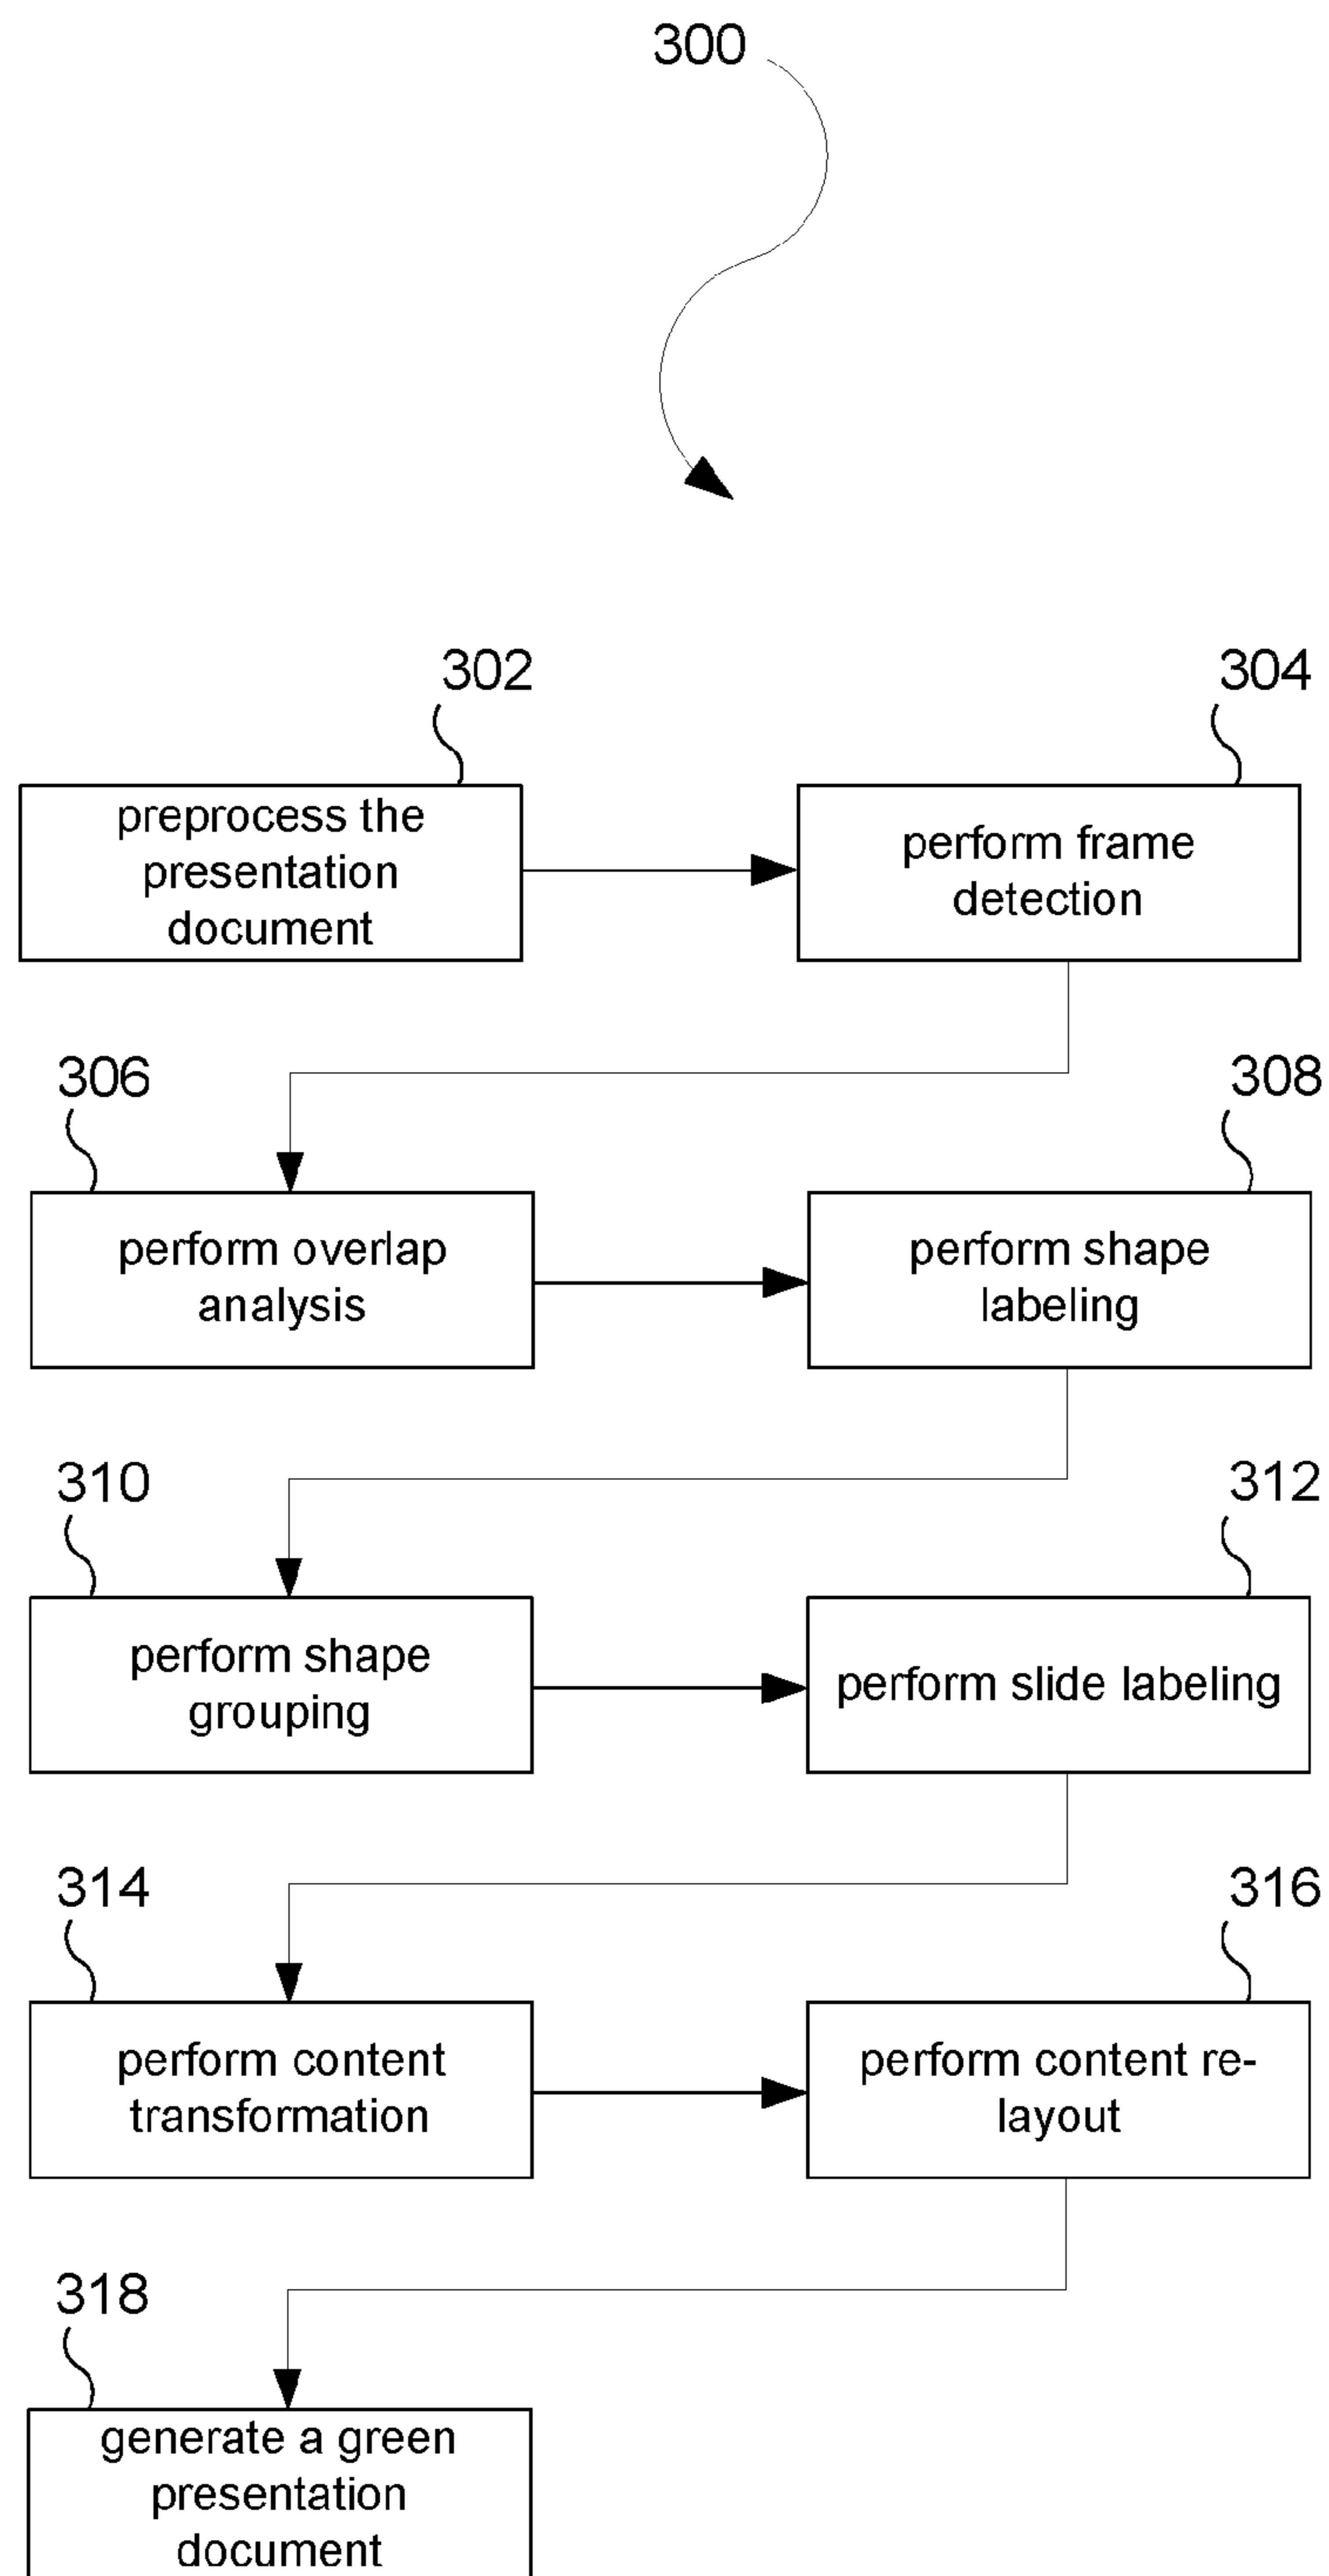 300
302
304
preprocess the
presentation
document
perform frame
detection
306
308
perform overlap
analysis
perform shape
labeling
310
312
perform shape
grouping
perform slide labeling
314
316
perform content
transformation
perform content re-
layout
318
generate a green
presentation
document